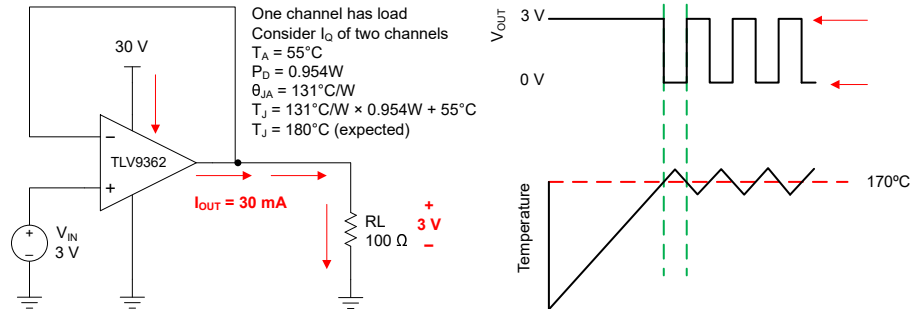 One channel has load
Consider IQ of two channels
TA = 55°C
PD = 0.954W
θJA = 131°C/W
TJ = 131°C/W × 0.954W + 55°C
TJ = 180°C (expected)
30 V
–
TLV9362
+
IOUT = 30 mA
+
–
VIN
3 V
RL
100 Ω
+
3 V
–
VOUT
3 V
0 V
Temperature
170ºC